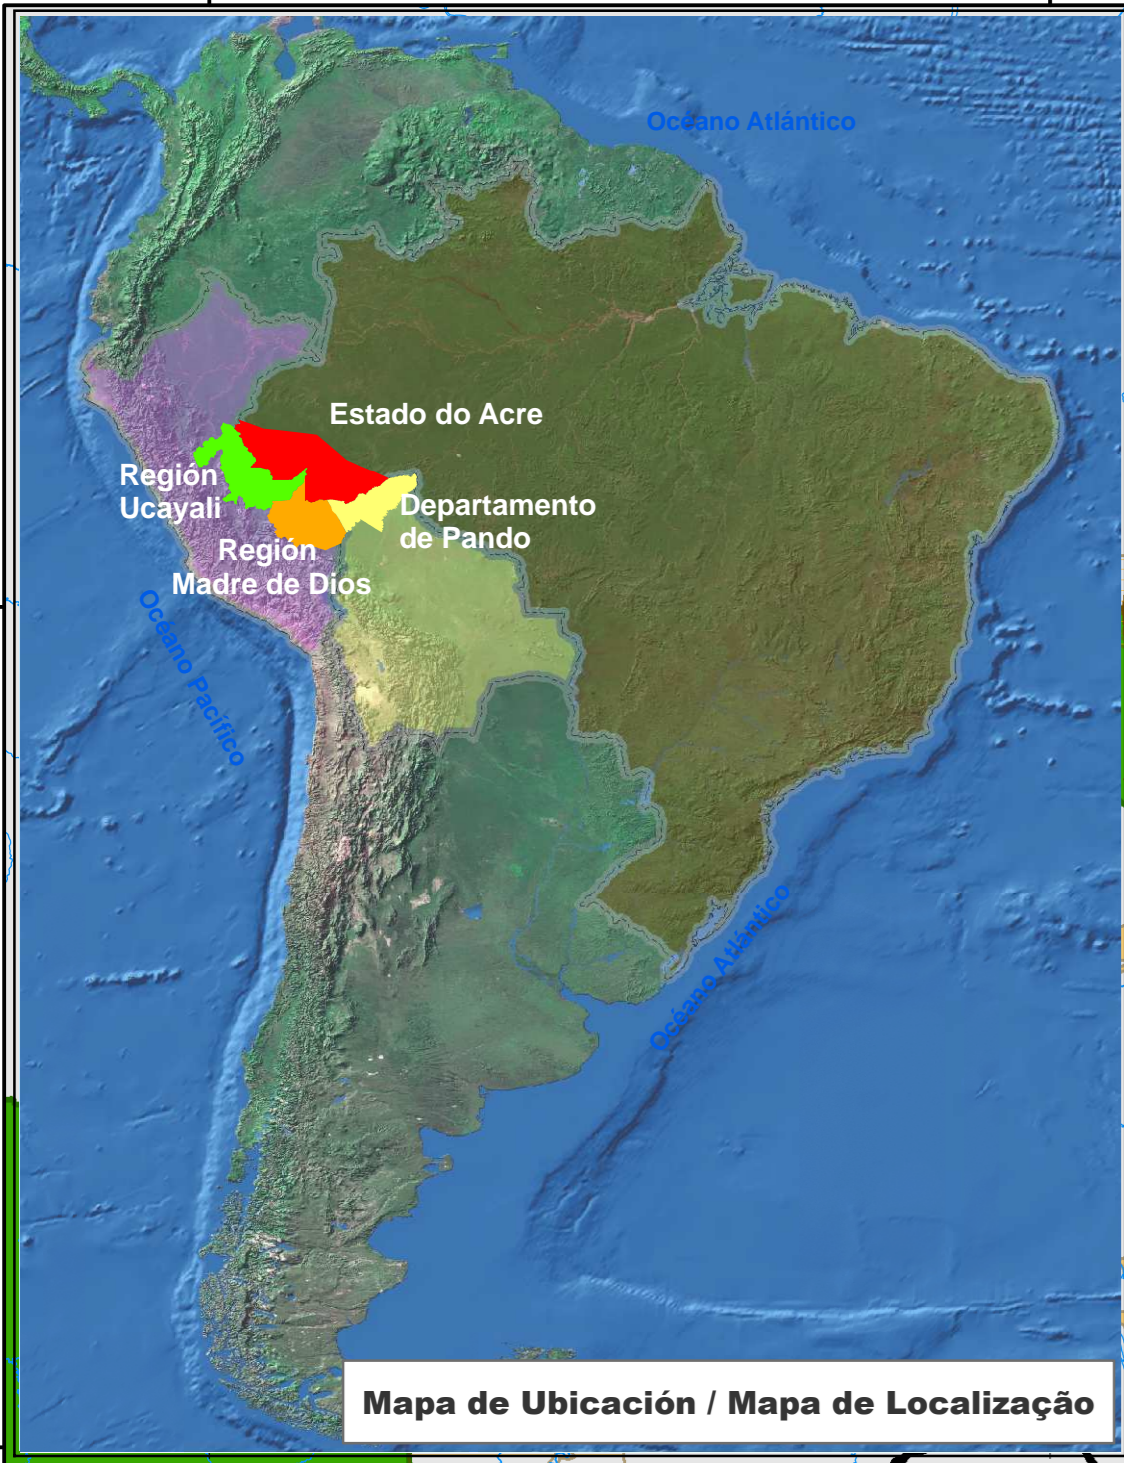 Océano Atlántico
Estado do Acre
Región
Ucayali
Departamento
de Pando
Región
Madre de Dios
Océano Pacífico
Océano Atlántico
Mapa de Ubicación / Mapa de Localização